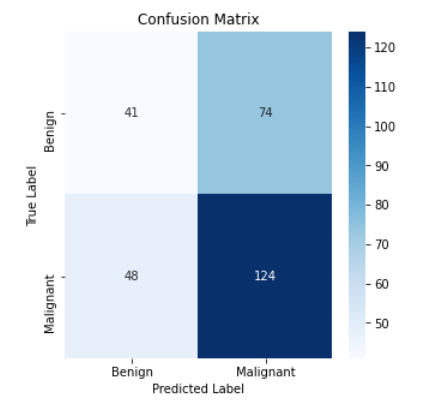 Confusion Matrix
120
110
100
90
80
70
60
50
True Label
Benign
Malignant
41
74
48
124
Benign
Malignant
Predicted Label